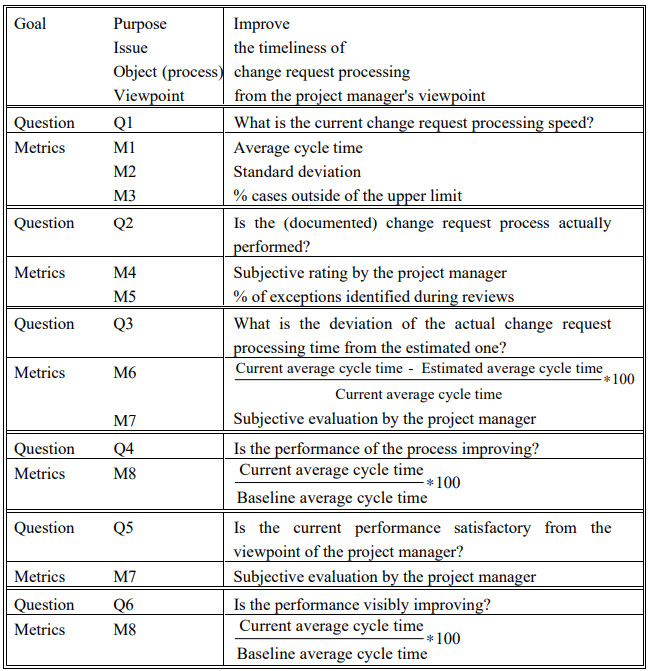 Goal Purpose Improve
Issue the timeliness of
Object (process) change request processing
Viewpoint from the project manager's viewpoint
Question Q1 What is the current change request processing speed?
Metrics M1 Average cycle time
M2 Standard deviation
M3 % cases outside of the upper limit
Question Q2 Is the (documented) change request process actually
performed?
Metrics M4 Subjective rating by the project manager
M5 % of exceptions identified during reviews
Question Q3 What is the deviation of the actual change request
processing time from the estimated one?
Metrics M6 Current average cycle time - Estimated average cycle time
∗100
Current average cycle time
M7 Subjective evaluation by the project manager
Question Q4 Is the performance of the process improving?
Metrics M8 Current average cycle time
∗100
Baseline average cycle time
Question Q5 Is the current performance satisfactory from the
viewpoint of the project manager?
Metrics M7 Subjective evaluation by the project manager
Question Q6 Is the performance visibly improving?
Metrics M8 Current average cycle time
∗100
Baseline average cycle time